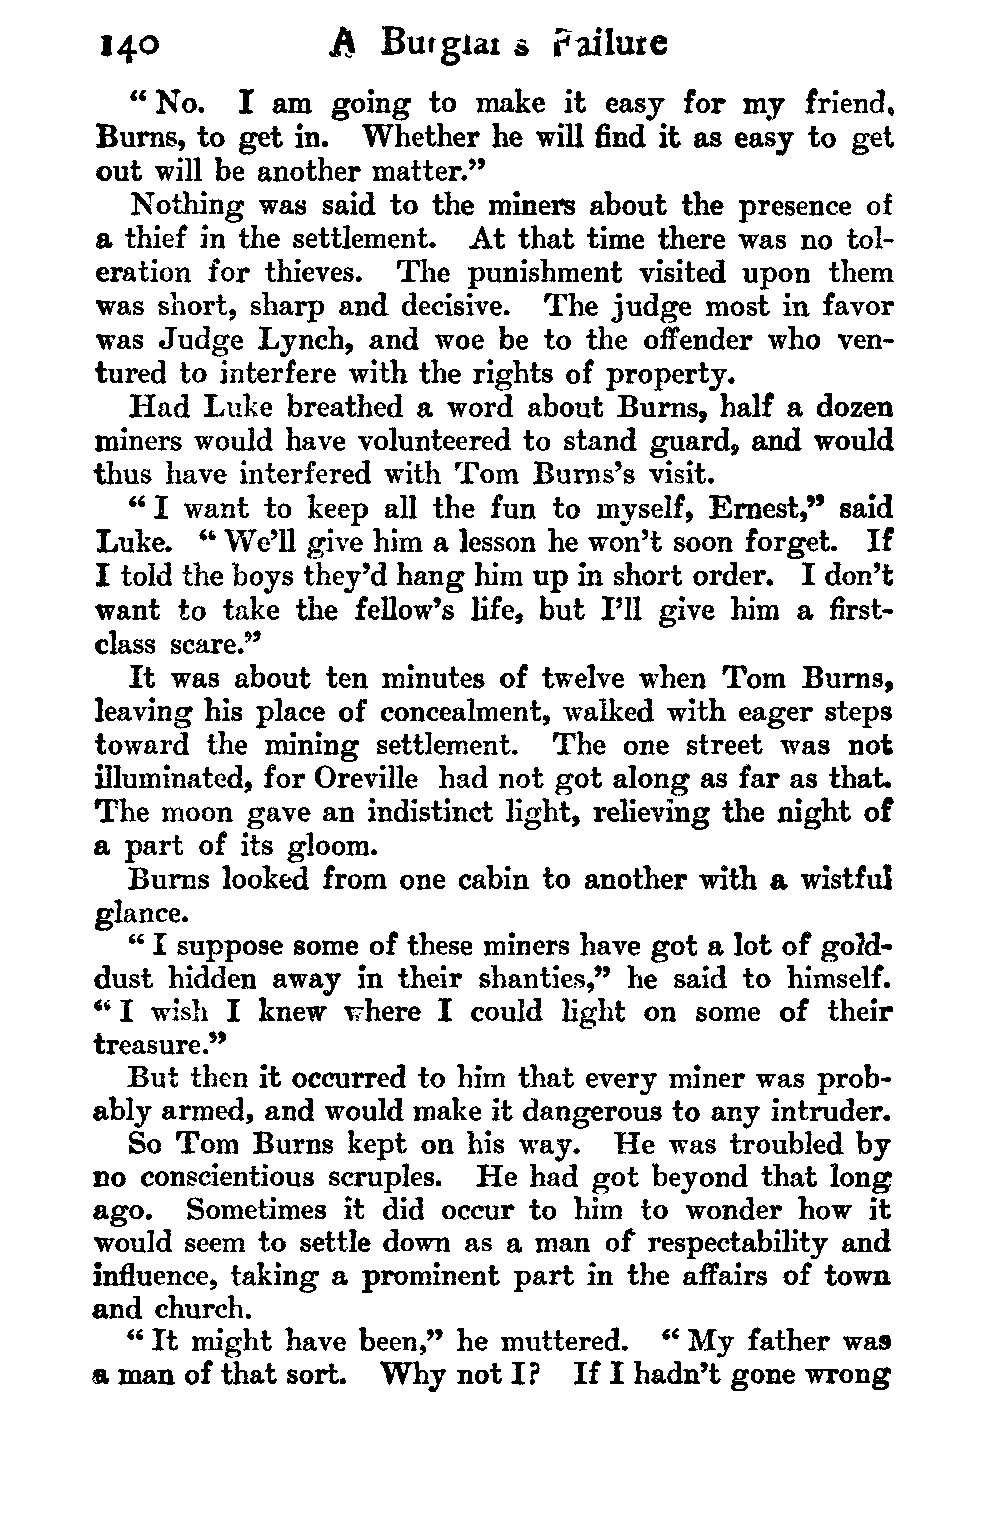 140 A Burglar's Failure
“No. I am going to make it easy for my friend,
Burns, to get in. Whether he will find it as easy to get
out will be another matter.”
Nothing was said to the miners about the presence of
a thief in the settlement. At that time there was no tol-
eration for thieves. The punishment visited upon them
was short, sharp and decisive. The judge most in favor
was Judge Lynch, and woe be to the offender who ven-
tured to interfere with the rights of property.
Had Luke breathed a word about Burns, half a dozen
miners would have volunteered to stand guard, and would
thus have interfered with Tom Burns’s visit.
“I want to keep all the fun to myself, Ernest,” said
Luke. “We’ll give him a lesson he won’t soon forget. If
I told the boys they’d hang him up in short order. I don’t
want to take the fellow’s life, but I’ll give him a first-
class scare.”
It was about ten minutes of twelve when Tom Burns,
leaving his place of concealment, walked with eager steps
toward the mining settlement. The one street was not
illuminated, for Oreville had not got along as far as that.
The moon gave an indistinct light, relieving the night of
a part of its gloom.
Burns looked from one cabin to another with a wistful
glance.
“I suppose some of these miners have got a lot of gold-
dust hidden away in their shanties,” he said to himself.
“I wish I knew where I could light on some of their
treasure.”
But then it occurred to him that every miner was prob-
ably armed, and would make it dangerous to any intruder.
So Tom Burns kept on his way. He was troubled by
no conscientious scruples. He had got beyond that long
ago. Sometimes it did occur to him to wonder how it
would seem to settle down as a man of respectability and
influence, taking a prominent part in the affairs of town
and church.
“It might have been,” he muttered. “My father was
a man of that sort. Why not I? If I hadn’t gone wrong